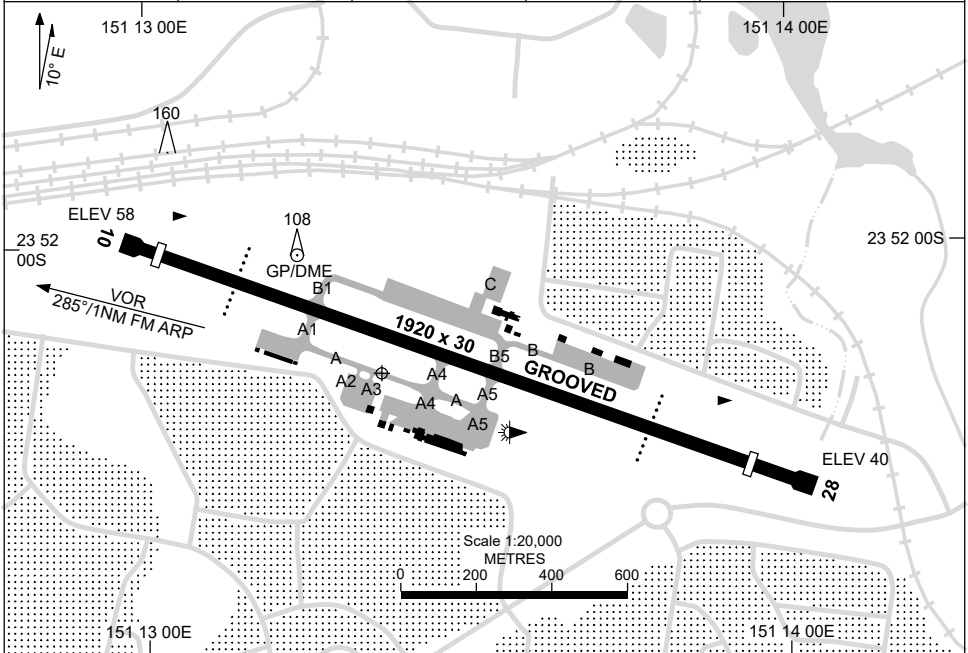 151 13 00E
151 14 00E
10° E
160
ELEV 58
108
10
23 52
00S
23 52 00S
GP/DME
C
VOR
285°/1NM FM ARP
B1
1920 x 30
GROOVED
A1
B5
B
B
A
A2
A3
A4
A4
A
A5
A5
ELEV 40
28
Scale 1:20,000
METRES
0 200 400 600
151 13 00E
151 14 00E